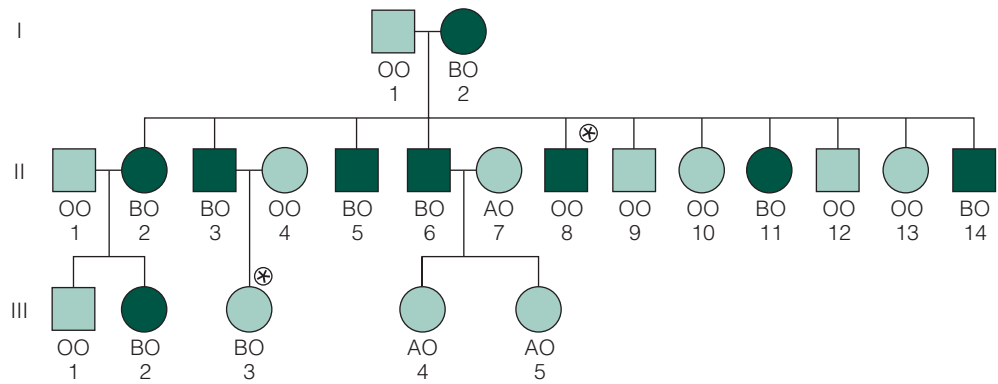 I
OO BO
1 2
II
OO BO BO OO BO BO AO OO OO OO BO OO OO BO
1 2 3 4 5 6 7 8 9 10 11 12 13 14
III
OO BO BO AO AO
1 2 3 4 5